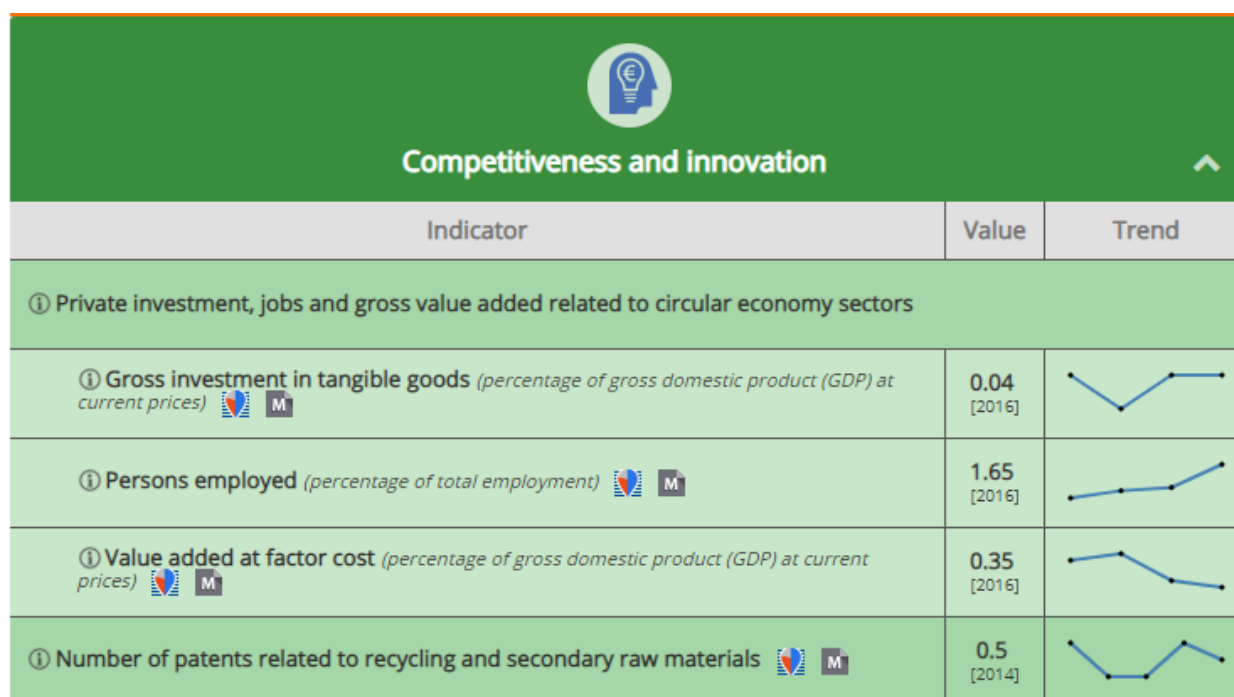 €
Competitiveness and innovation
Indicator Value Trend
ⓘ Private investment, jobs and gross value added related to circular economy sectors
ⓘ Gross investment in tangible goods (percentage of gross domestic product (GDP) at
current prices) M
0.04
[2016]
ⓘ Persons employed (percentage of total employment) M
1.65
[2016]
ⓘ Value added at factor cost (percentage of gross domestic product (GDP) at current
prices) M
0.35
[2016]
ⓘ Number of patents related to recycling and secondary raw materials M
0.5
[2014]